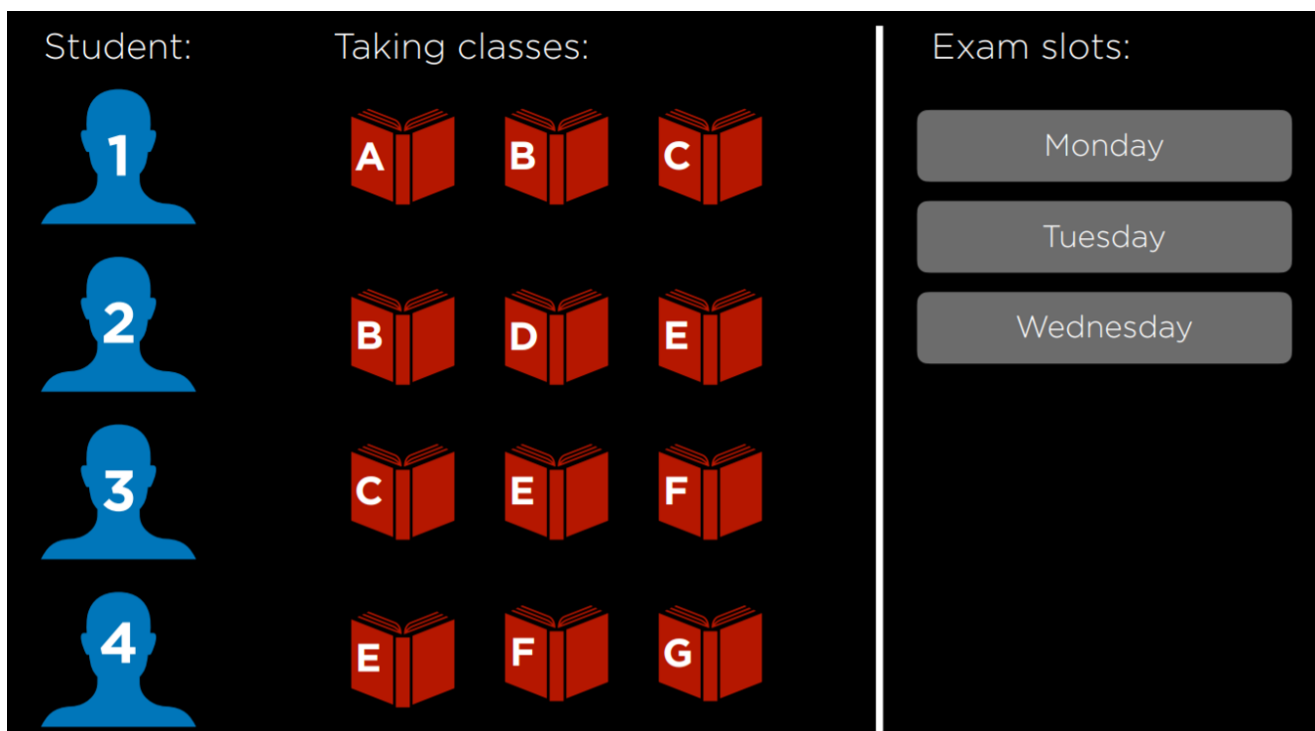 Student: Taking classes: Exam slots:
1 A B C Monday
Tuesday
2 B D E Wednesday
3 C E F
4 E F G